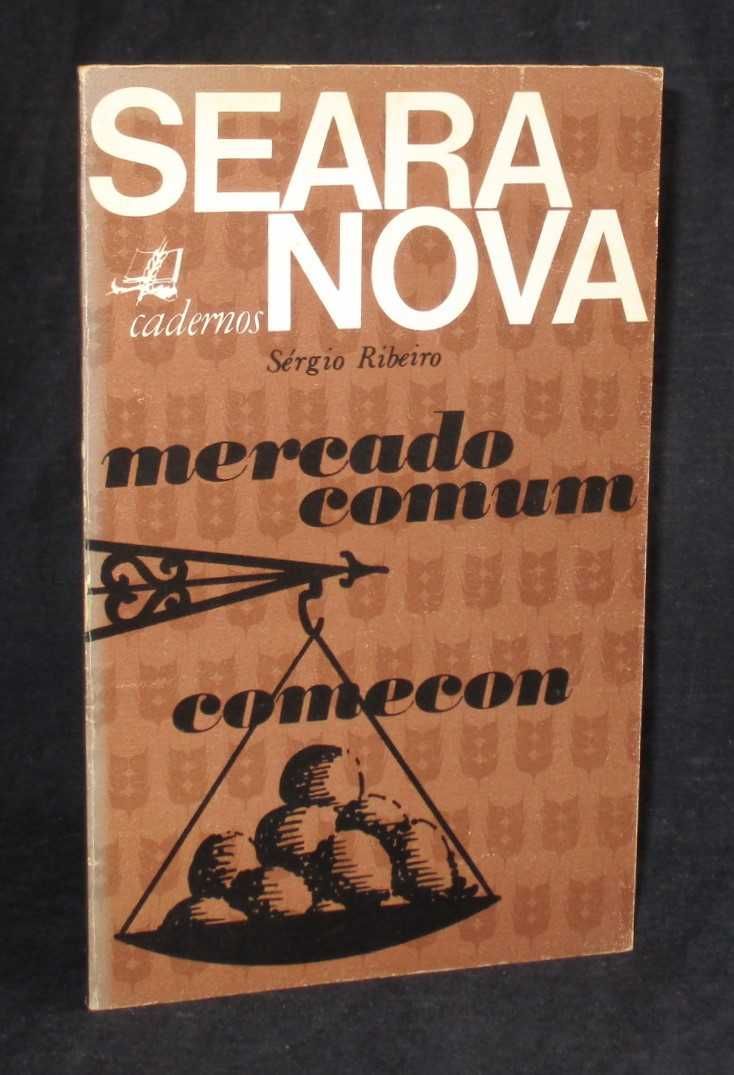 SEARA
NOVA
cadernos
Sérgio Ribeiro
mercado
comum
comecon